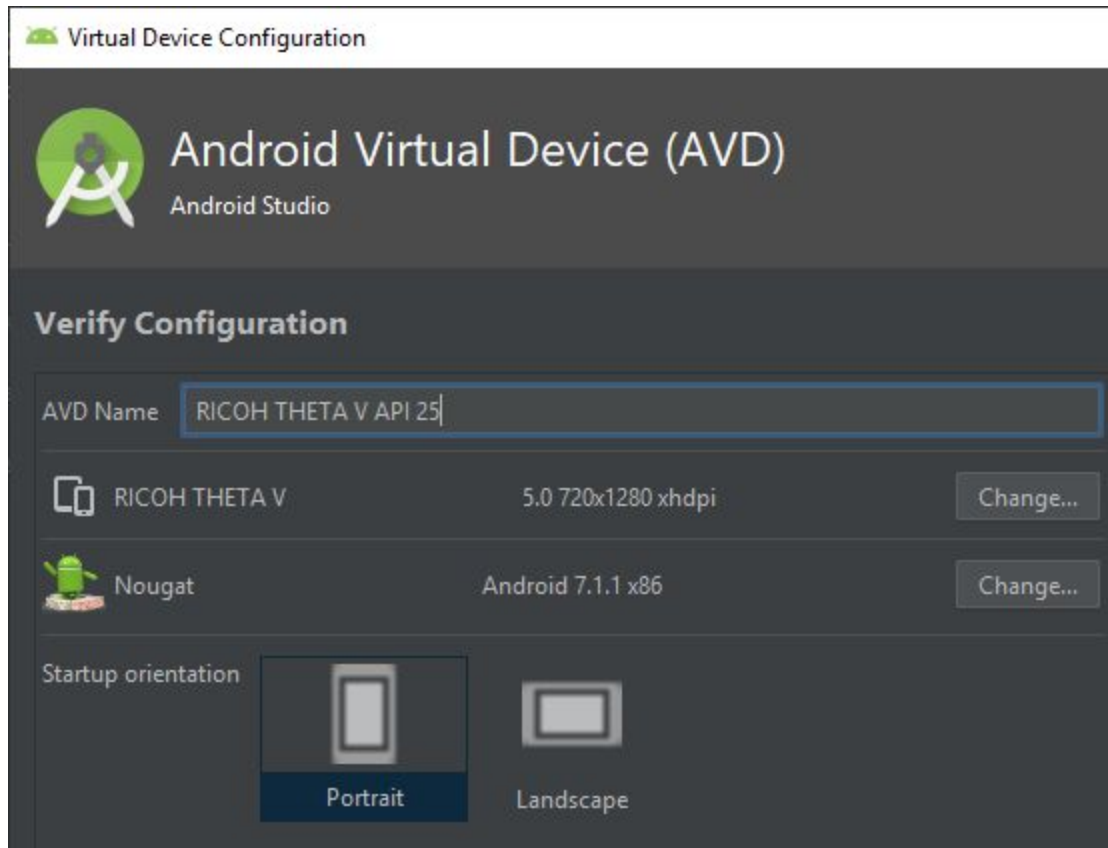 Virtual Device Configuration
Android Virtual Device (AVD)
Android Studio
Verify Configuration
AVD Name RICOH THETA V API 25
RICOH THETA V 5.0 720x1280 xhdpi Change...
Nougat Android 7.1.1 x86 Change...
Startup orientation
Portrait Landscape